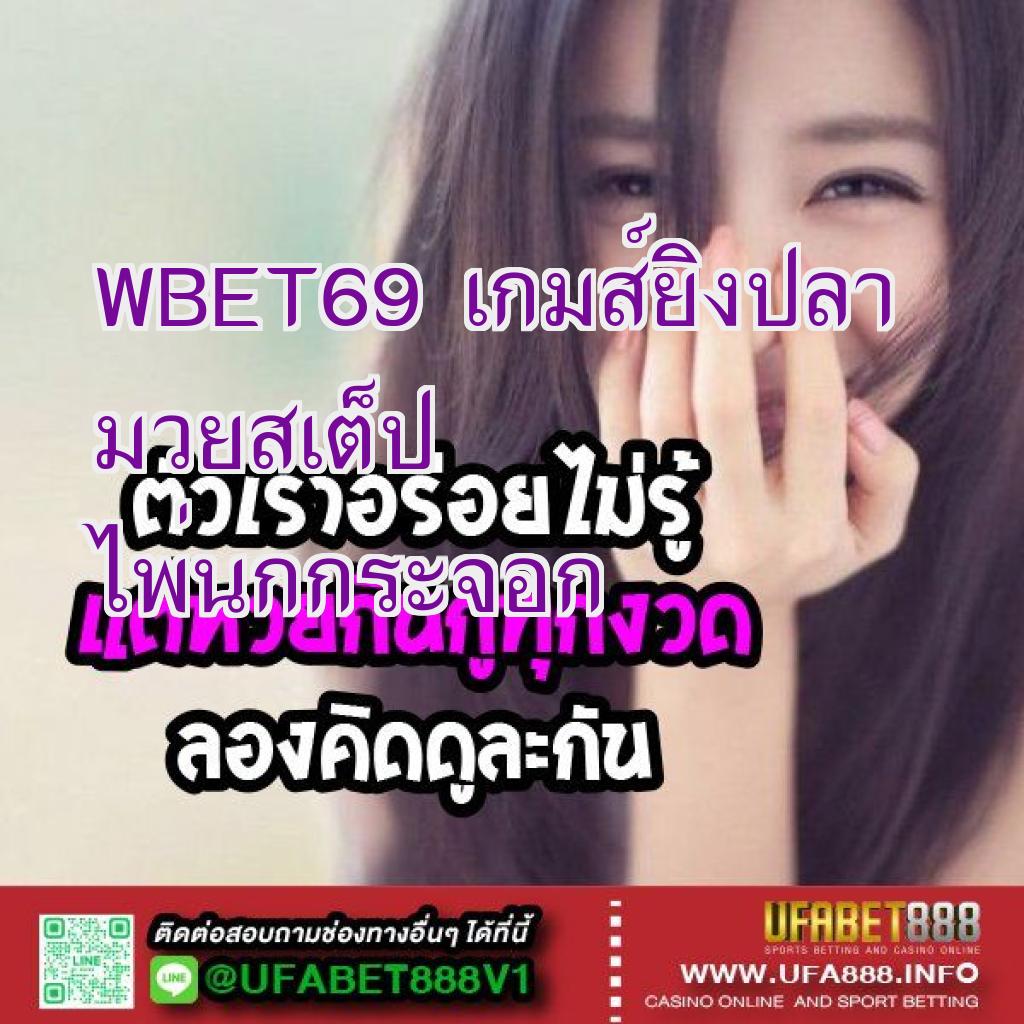 WBET69 เกมส์ยิงปลา
มวยสเต็ป
ตัวเราอร่อยไม่รู้
ไพ่นกกระจอก
แต่หวยกินกูทุกงวด
ลองคิดดูละกัน
ติดต่อสอบถามช่องทางอื่นๆ ได้ที่นี่
LINE
LINE
@UFABET888V1
UFABET888
SPORTS BETTING AND CASINO ONLINE
WWW.UFA888.INFO
CASINO ONLINE AND SPORT BETTING